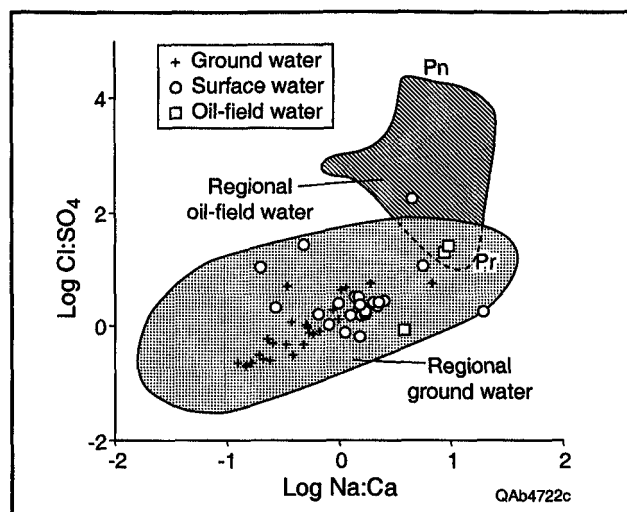 + Ground water
○ Surface water
□ Oil-field water
Pn
4
Regional
oil-field water
2
Pr
Log Cl:SO₄
0
Regional
ground water
-2
-2 -1 0 1 2
Log Na:Ca
QAb4722c